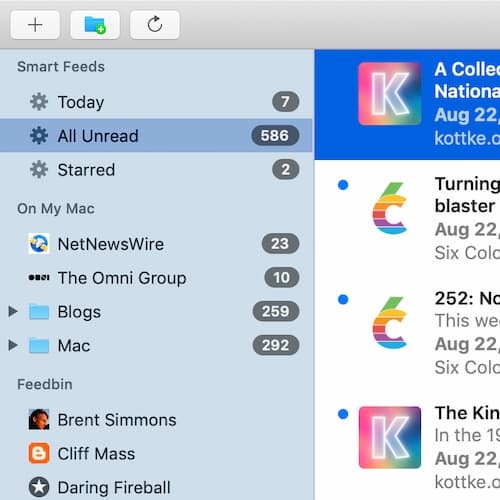 Smart Feeds
Today 7
All Unread 586
Starred 2
On My Mac
NetNewsWire 23
The Omni Group 10
Blogs 259
Mac 292
Feedbin
Brent Simmons
Cliff Mass
Daring Fireball
K
A Collec
Nationa
Aug 22,
kottke.o
Turning
blaster
Aug 22,
Six Colo
252: No
This wee
Aug 22,
Six Colo
K
The Kin
In the 19
Aug 22,
kottke.o